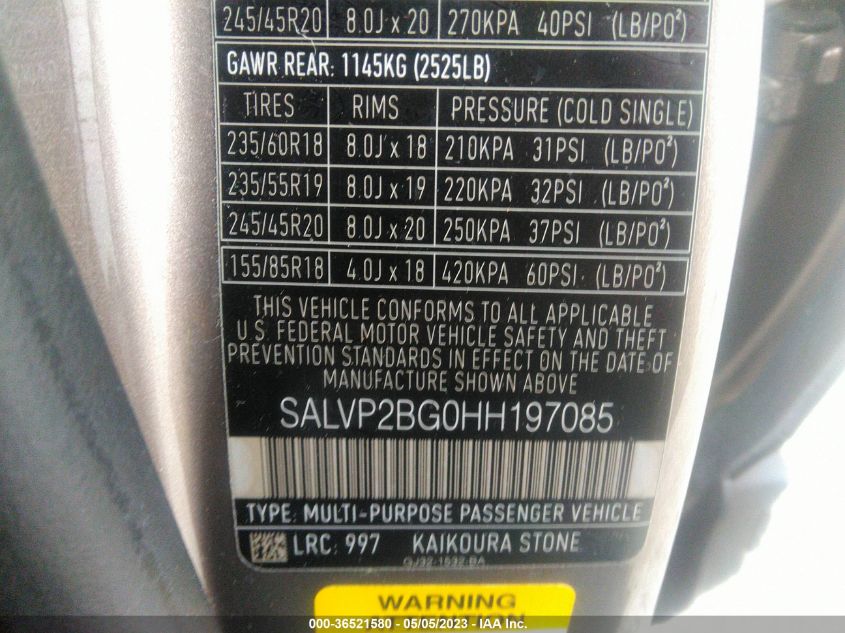 245/45R20 8.0J x 20 270KPA 40PSI (LB/PO²)
GAWR REAR: 1145KG (2525LB)
TIRES RIMS PRESSURE (COLD SINGLE)
235/60R18 8.0J x 18 210KPA 31PSI (LB/PO²)
235/55R19 8.0J x 19 220KPA 32PSI (LB/PO²)
245/45R20 8.0J x 20 250KPA 37PSI (LB/PO²)
155/85R18 4.0J x 18 420KPA 60PSI (LB/PO²)
THIS VEHICLE CONFORMS TO ALL APPLICABLE
U.S. FEDERAL MOTOR VEHICLE SAFETY AND THEFT
PREVENTION STANDARDS IN EFFECT ON THE DATE OF
MANUFACTURE SHOWN ABOVE
SALVP2BG0HH197085
TYPE: MULTI-PURPOSE PASSENGER VEHICLE
LRC: 997 KAIKOURA STONE
GJ32-1532-BA
WARNING
000-36521580 - 05/05/2023 - IAA Inc.